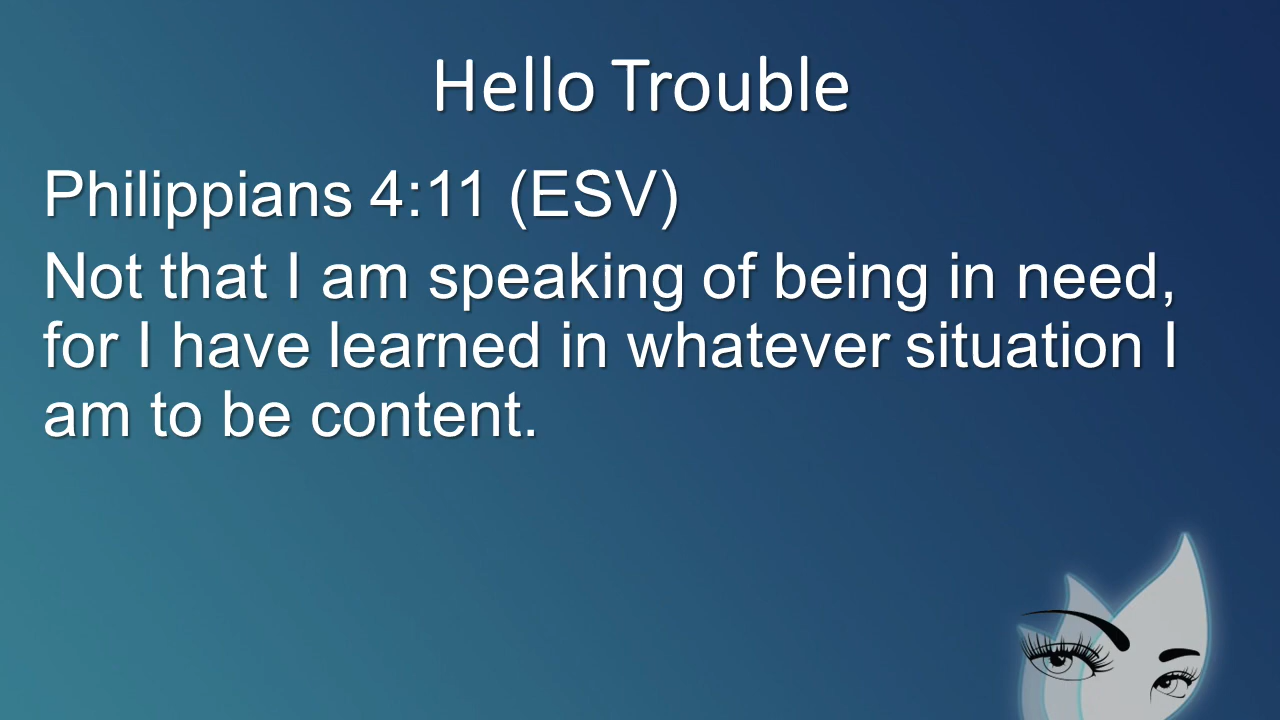 Hello Trouble
Philippians 4:11 (ESV)
Not that I am speaking of being in need,
for I have learned in whatever situation I
am to be content.